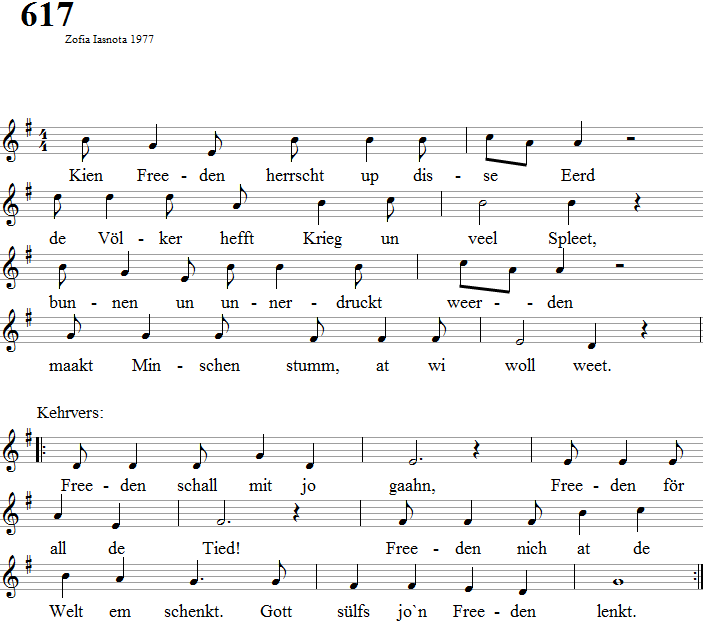 617
Zofia Iasnota 1977
Kien Free - den herrscht up dis - se Eerd
de Völ - ker hefft Krieg un veel Spleet,
bun - nen un un - ner - druckt weer - - den
maakt Min - schen stumm, at wi woll weet.
Kehrvers:
Free - den schall mit jo gaahn, Free - den för
all de Tied! Free - den nich at de
Welt em schenkt. Gott sülfs jo`n Free - den lenkt.